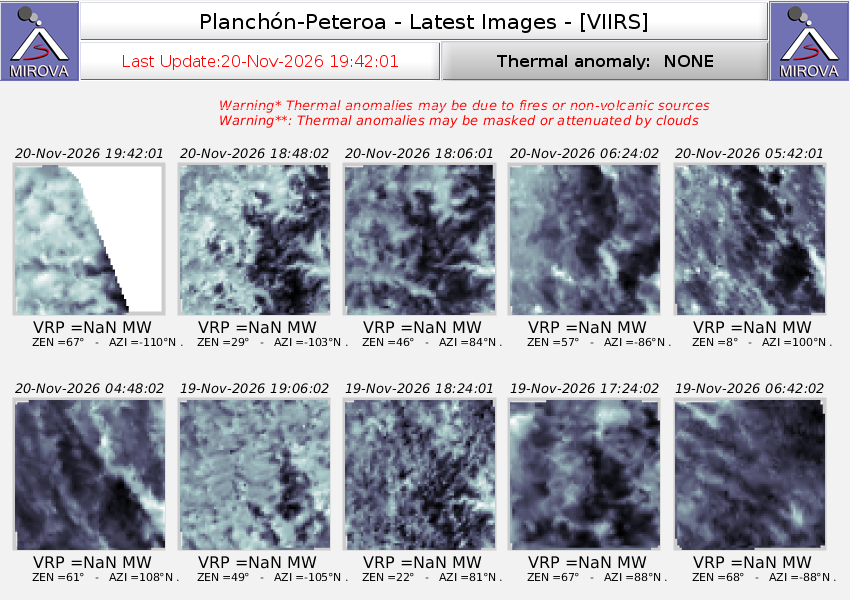 Planchón-Peteroa - Latest Images - [VIIRS]
MIROVA
Last Update:20-Nov-2026 19:42:01
Thermal anomaly: NONE
MIROVA
Warning* Thermal anomalies may be due to fires or non-volcanic sources
Warning**: Thermal anomalies may be masked or attenuated by clouds
20-Nov-2026 19:42:01
20-Nov-2026 18:48:02
20-Nov-2026 18:06:01
20-Nov-2026 06:24:02
20-Nov-2026 05:42:01
VRP =NaN MW
VRP =NaN MW
VRP =NaN MW
VRP =NaN MW
VRP =NaN MW
ZEN =67° - AZI =-110°N .
ZEN =29° - AZI =-103°N .
ZEN =46° - AZI =84°N .
ZEN =57° - AZI =-86°N .
ZEN =8° - AZI =100°N .
20-Nov-2026 04:48:02
19-Nov-2026 19:06:02
19-Nov-2026 18:24:01
19-Nov-2026 17:24:02
19-Nov-2026 06:42:02
VRP =NaN MW
VRP =NaN MW
VRP =NaN MW
VRP =NaN MW
VRP =NaN MW
ZEN =61° - AZI =108°N .
ZEN =49° - AZI =-105°N .
ZEN =22° - AZI =81°N .
ZEN =67° - AZI =88°N .
ZEN =68° - AZI =-88°N .